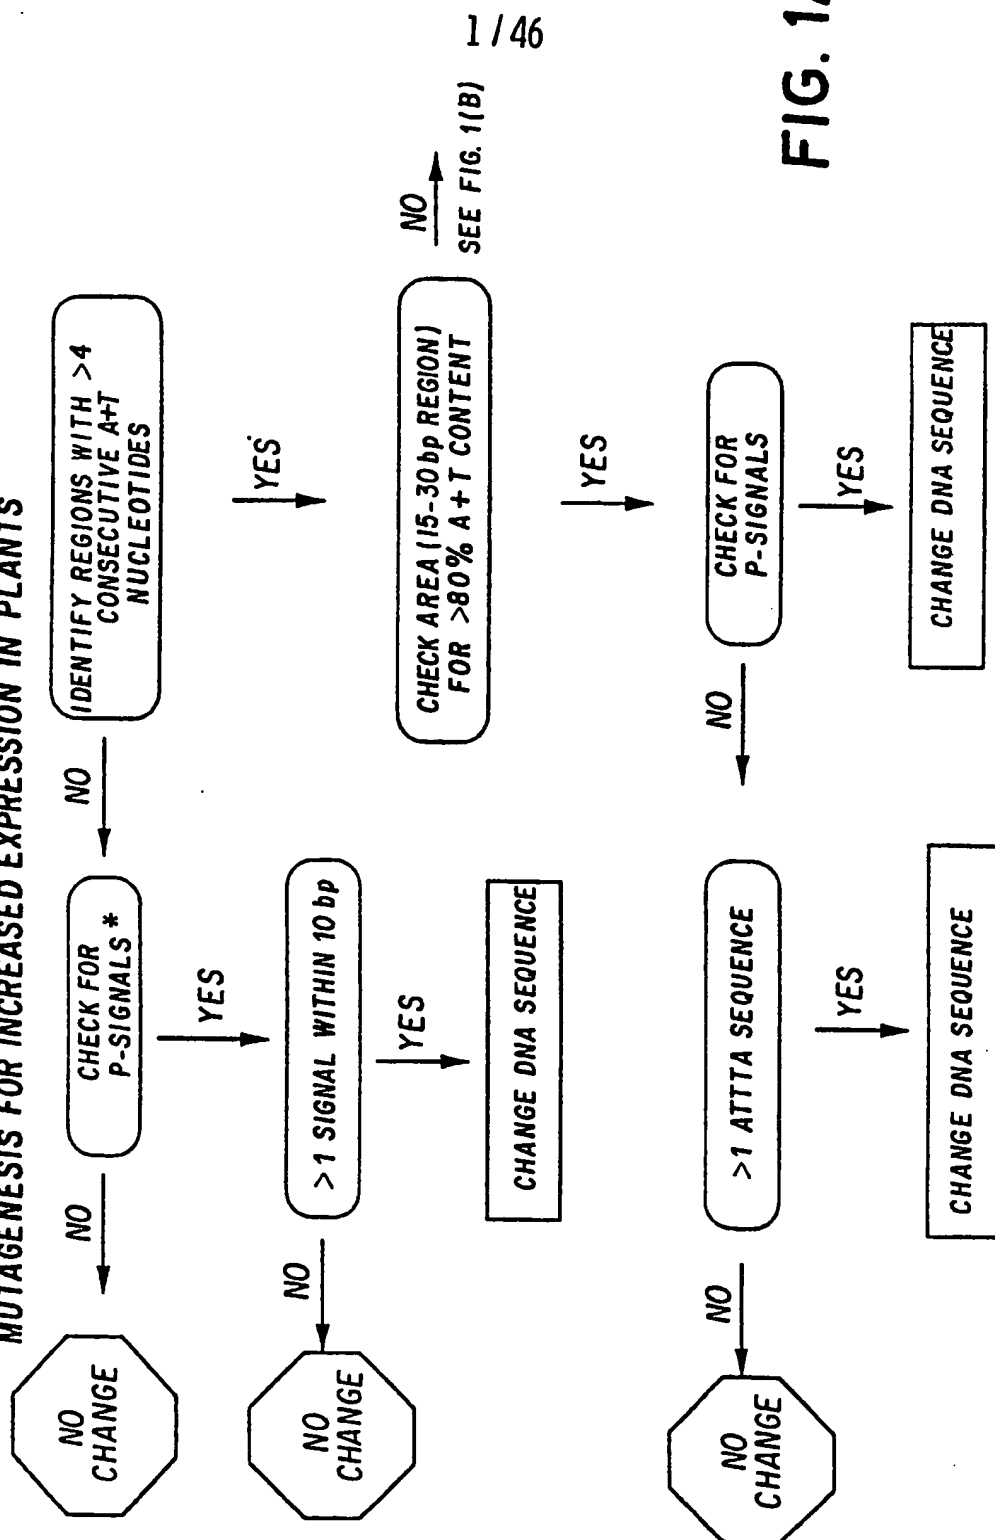 1 / 46
MUTAGENESIS FOR INCREASED EXPRESSION IN PLANTS
IDENTIFY REGIONS WITH >4
CONSECUTIVE A+T
NUCLEOTIDES
NO
CHECK FOR
P-SIGNALS*
NO
NO
CHANGE
YES
YES
>1 SIGNAL WITHIN 10 bp
NO
NO
CHANGE
YES
CHANGE DNA SEQUENCE
CHECK AREA (15-30 bp REGION)
FOR >80% A+T CONTENT
NO
SEE FIG. 1(B)
YES
CHECK FOR
P-SIGNALS
NO
YES
CHANGE DNA SEQUENCE
>1 ATTTA SEQUENCE
NO
NO
CHANGE
YES
CHANGE DNA SEQUENCE
FIG.